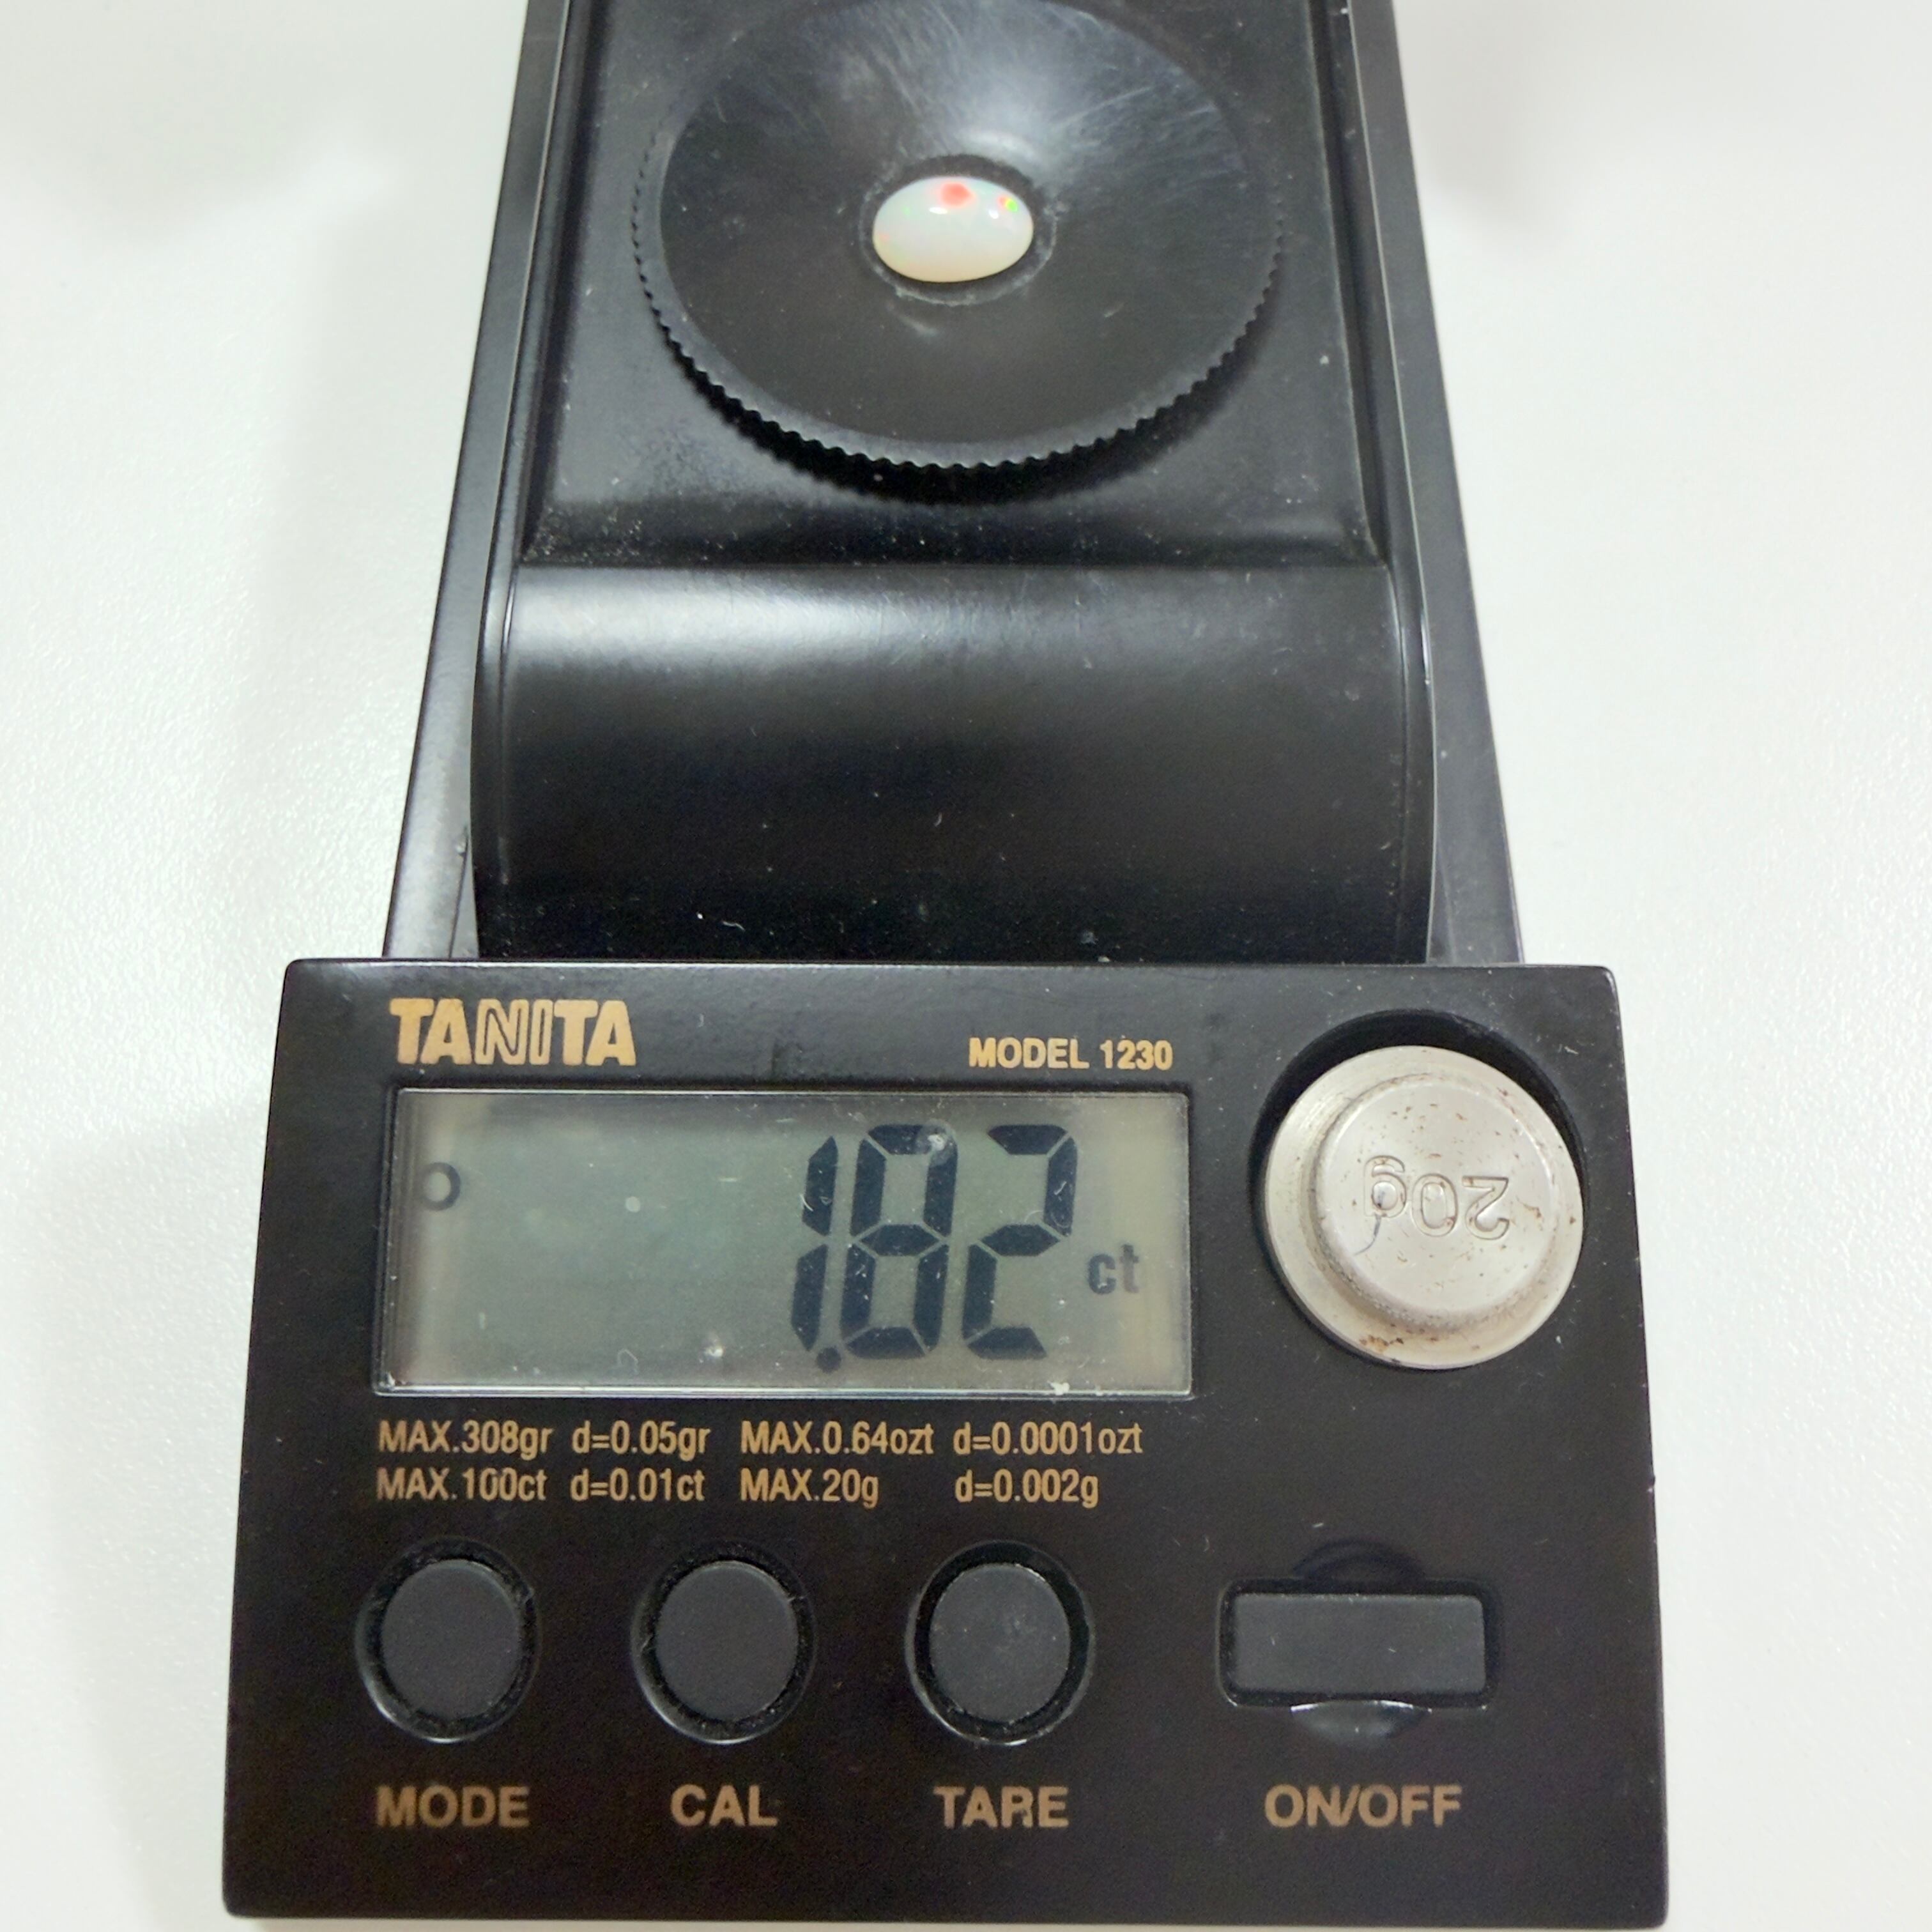 TANITA
MODEL 1230
o
1.82 ct
20g
MAX.308gr d=0.05gr MAX.0.64ozt d=0.0001ozt
MAX.100ct d=0.01ct MAX.20g d=0.002g
MODE CAL TARE ON/OFF